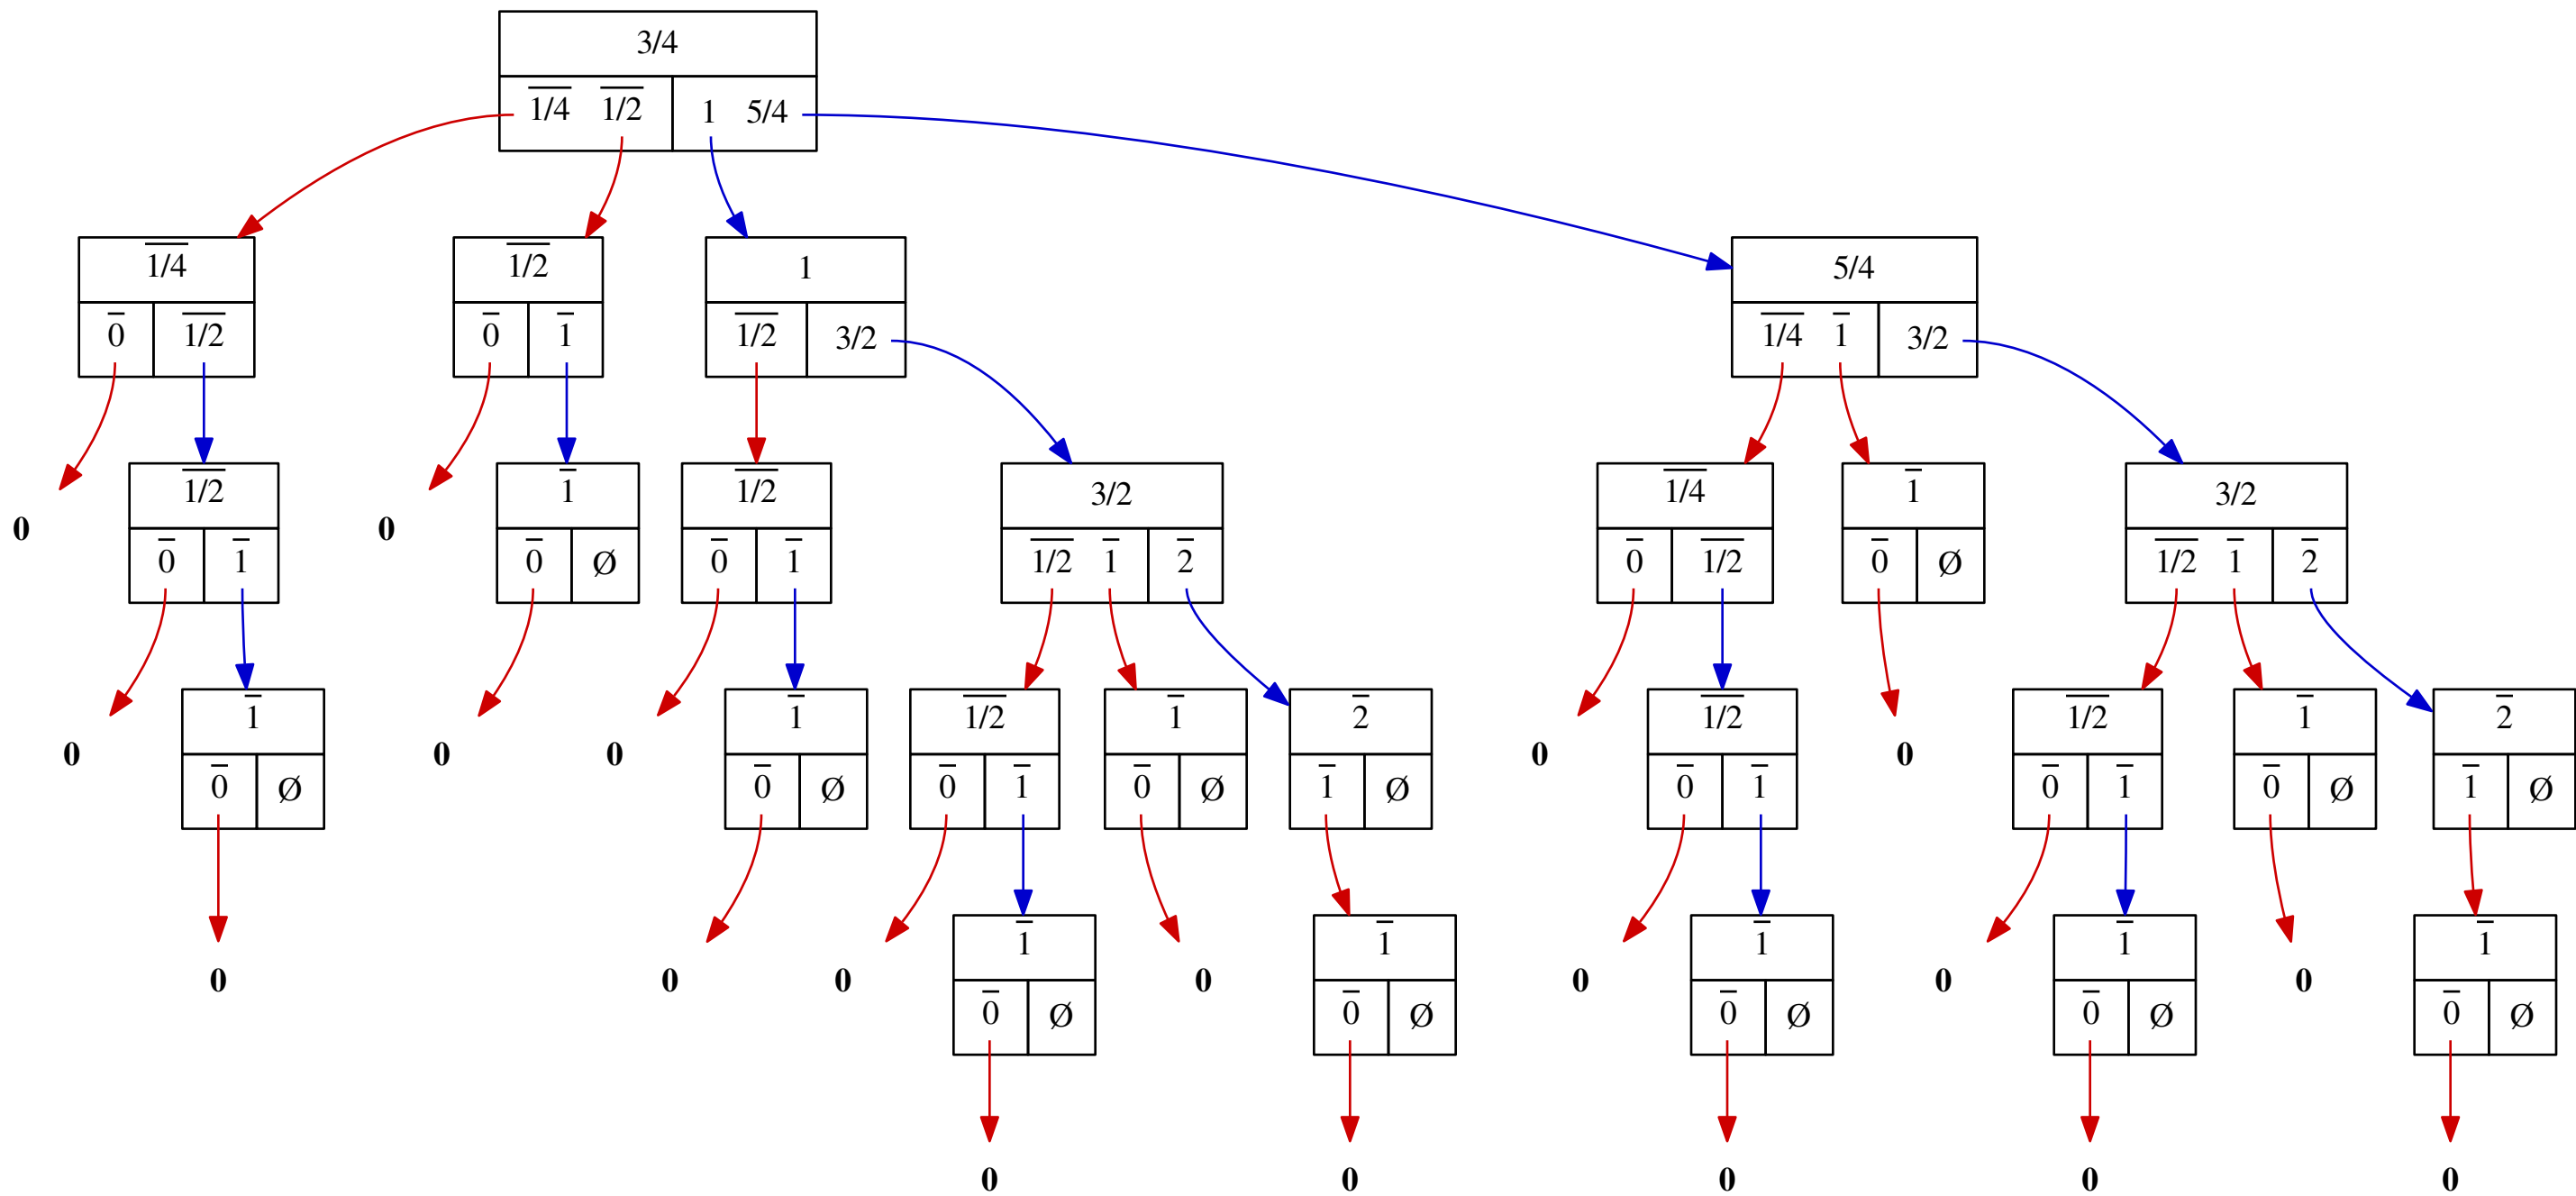 3/4
1̅/̅4̅ 1̅/̅2̅ 1 5/4
1̅/̅4̅ 1̅/̅2̅ 1 5/4
0̅ 1̅/̅2̅ 0̅ 1̅ 1̅/̅2̅ 3/2 1̅/̅4̅ 1̅ 3/2
1̅/̅2̅ 1̅ 1̅/̅2̅ 3/2 1̅/̅4̅ 1̅ 3/2
0 0
0̅ 1̅ 0̅ Ø 0̅ 1̅ 1̅/̅2̅ 1̅ 2̅ 0̅ 1̅/̅2̅ 0̅ Ø 1̅/̅2̅ 1̅ 2̅
1̅ 1̅ 1̅/̅2̅ 1̅ 2̅ 1̅/̅2̅ 1̅/̅2̅ 1̅ 2̅
0 0 0 0 0
0̅ Ø 0̅ Ø 0̅ 1̅ 0̅ Ø 1̅ Ø 0̅ 1̅ 0̅ 1̅ 0̅ Ø 1̅ Ø
1̅ 1̅ 1̅ 1̅ 1̅
0 0 0 0 0 0 0
0̅ Ø 0̅ Ø 0̅ Ø 0̅ Ø 0̅ Ø
0 0 0 0 0